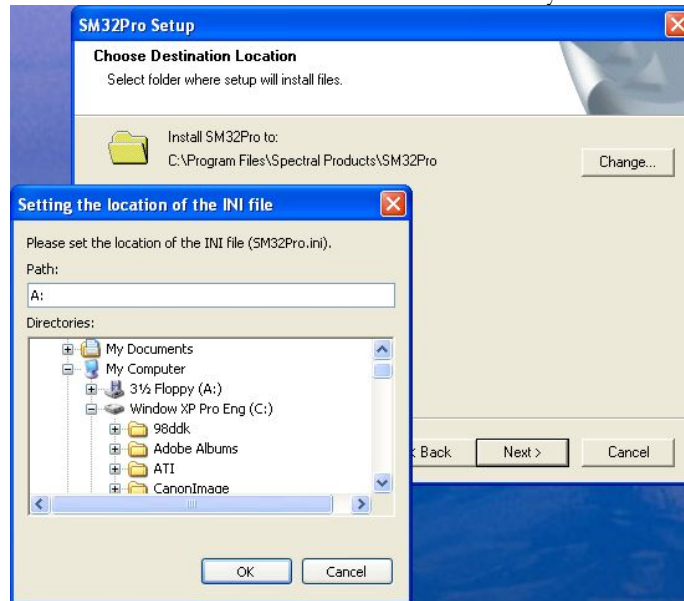 SM32Pro Setup
Choose Destination Location
Select folder where setup will install files.
Install SM32Pro to:
C:\Program Files\Spectral Products\SM32Pro
Change...
Setting the location of the INI file
Please set the location of the INI file (SM32Pro.ini).
Path:
A:
Directories:
My Documents
My Computer
3½ Floppy (A:)
Window XP Pro Eng (C:)
98ddk
Adobe Albums
ATI
CanonImage
OK
Cancel
< Back
Next >
Cancel